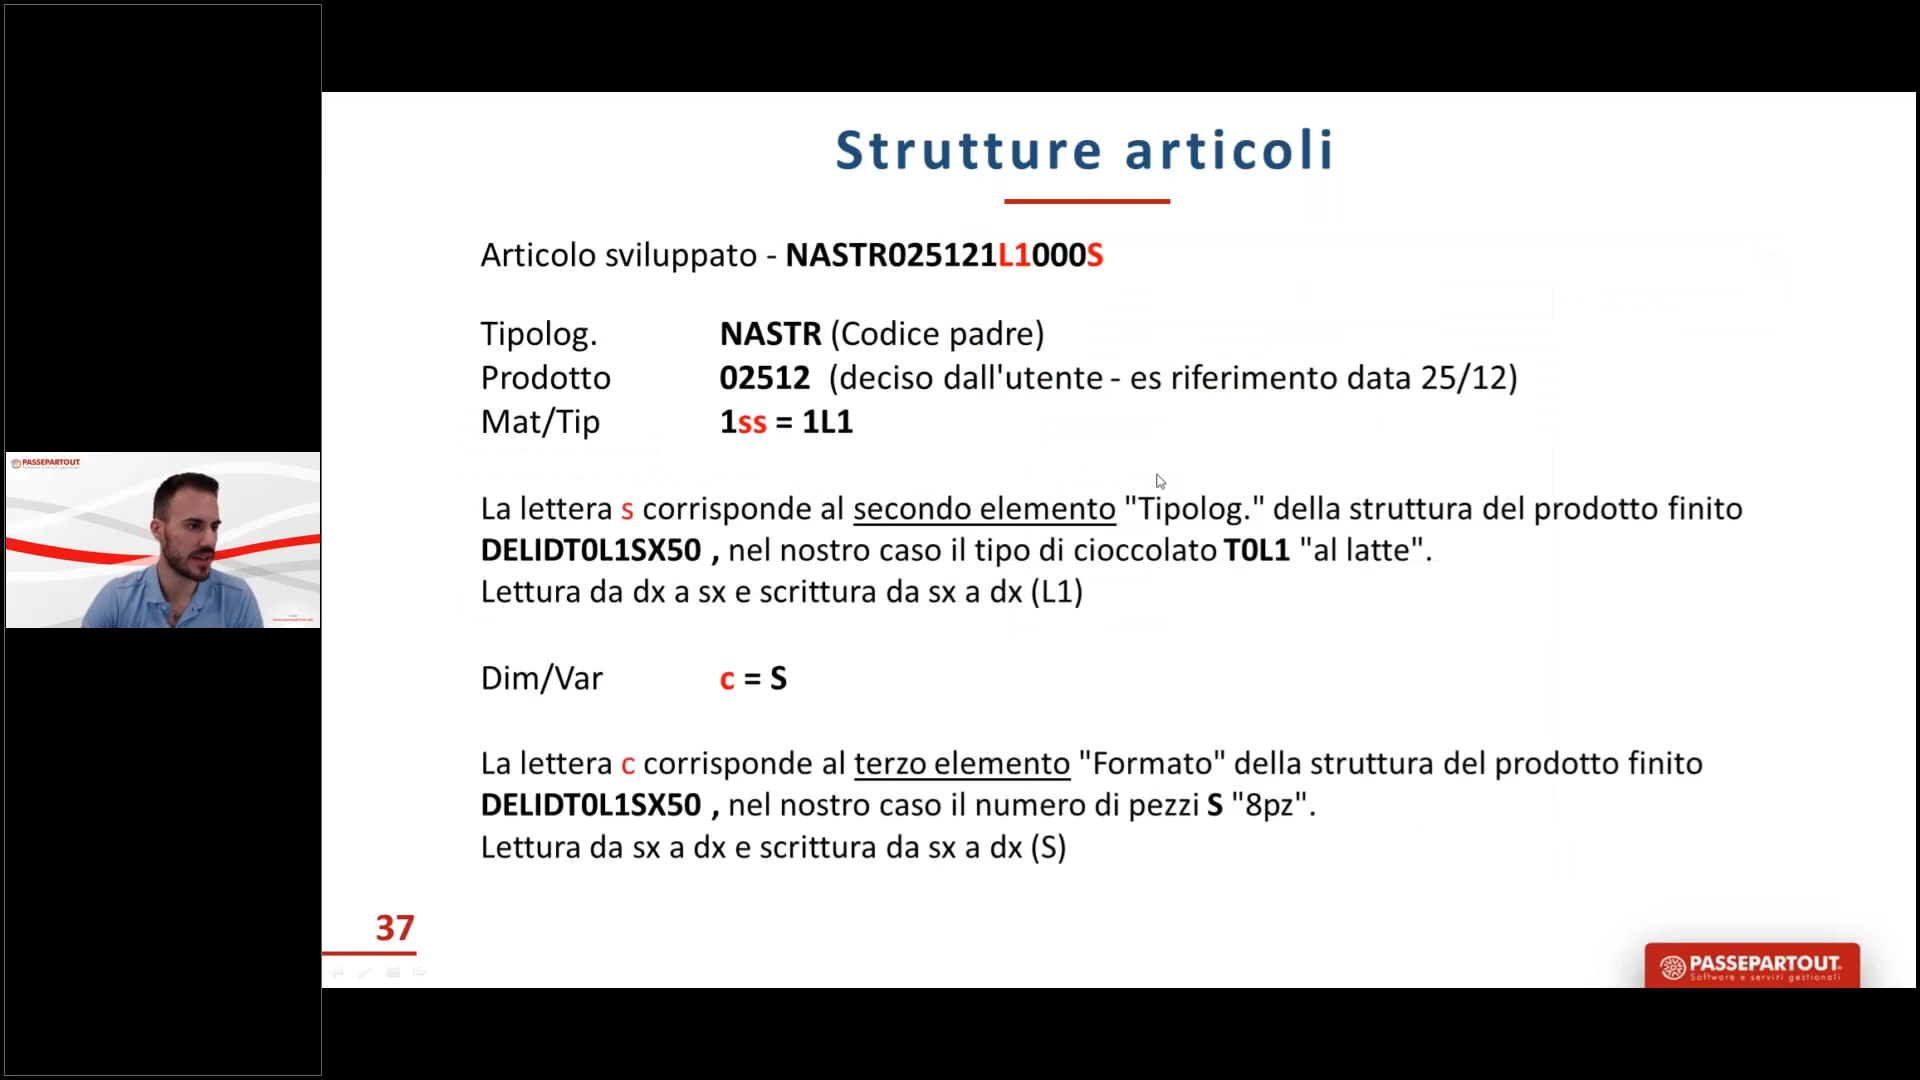 Strutture articoli
Articolo sviluppato - NASTR025121L1000S
Tipolog. NASTR (Codice padre)
Prodotto 02512 (deciso dall'utente - es riferimento data 25/12)
Mat/Tip 1ss = 1L1
La lettera s corrisponde al secondo elemento "Tipolog." della struttura del prodotto finito
DELIDT0L1SX50 , nel nostro caso il tipo di cioccolato T0L1 "al latte".
Lettura da dx a sx e scrittura da sx a dx (L1)
Dim/Var c = S
La lettera c corrisponde al terzo elemento "Formato" della struttura del prodotto finito
DELIDT0L1SX50 , nel nostro caso il numero di pezzi S "8pz".
Lettura da sx a dx e scrittura da sx a dx (S)
37
PASSEPARTOUT
Software e servizi gestionali
PASSEPARTOUT